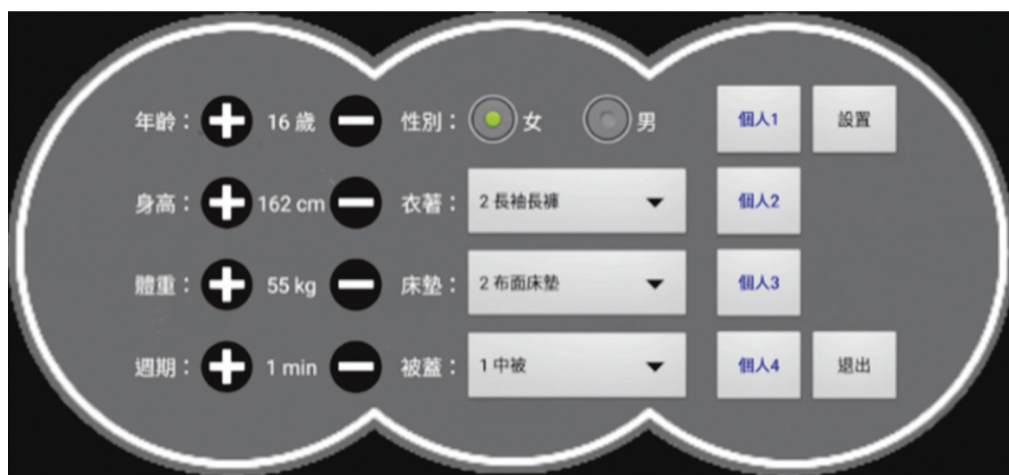 年齡： 16 歲 性別： 女 男 個人1 設置
身高： 162 cm 衣著： 2 長袖長褲 個人2
體重： 55 kg 床墊： 2 布面床墊 個人3
週期： 1 min 被蓋： 1 中被 個人4 退出